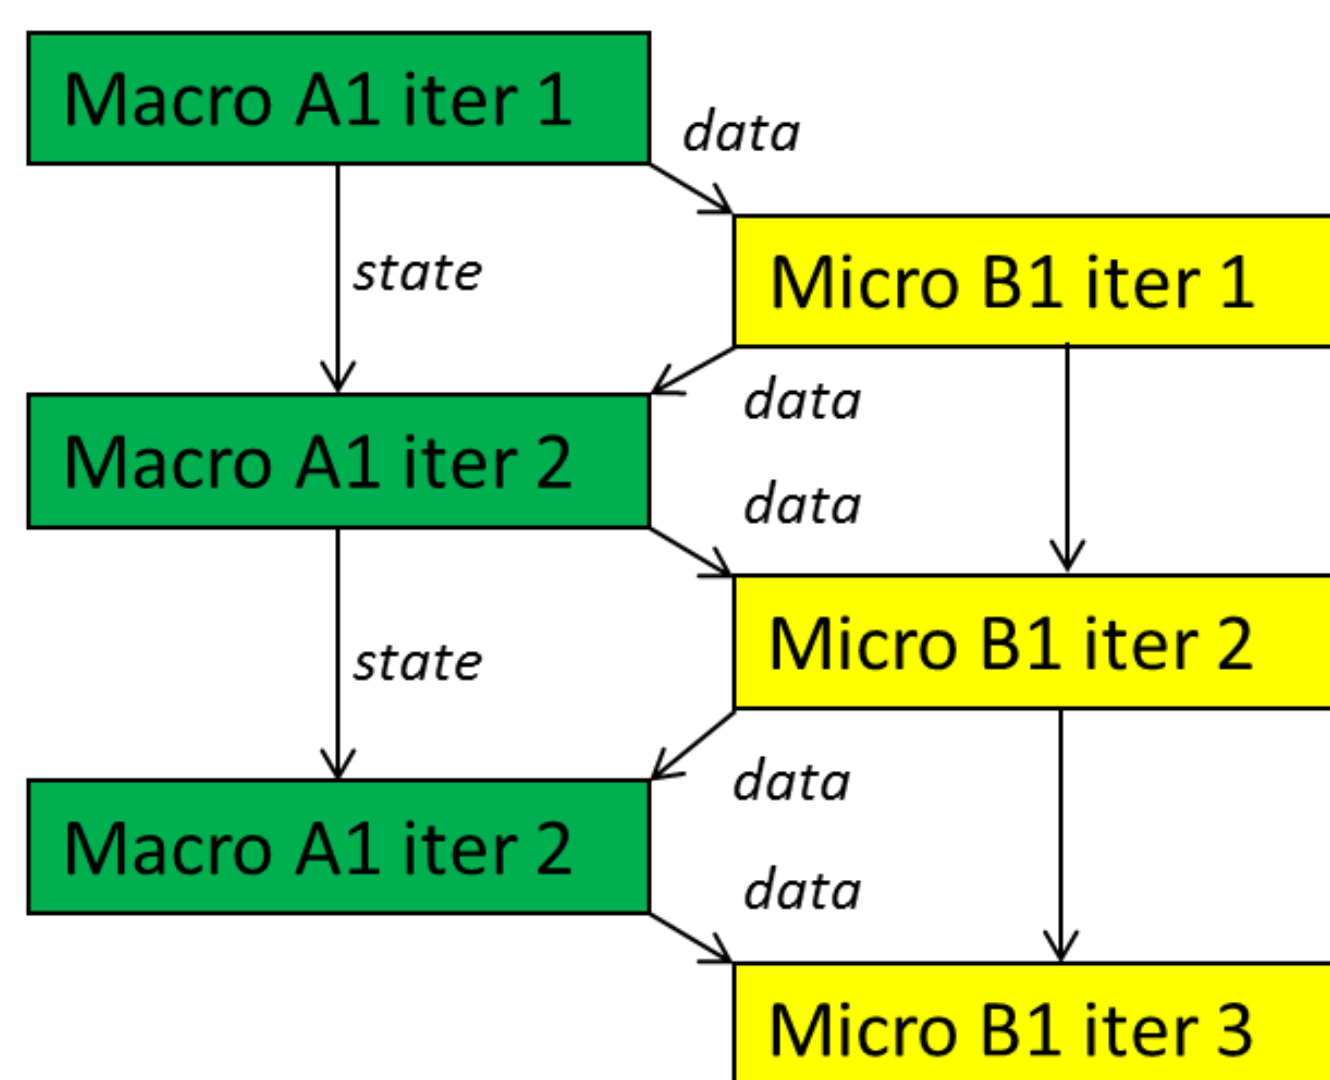 Macro A1 iter 1
data
state
Micro B1 iter 1
data
Macro A1 iter 2
data
state
Micro B1 iter 2
data
Macro A1 iter 2
data
Micro B1 iter 3